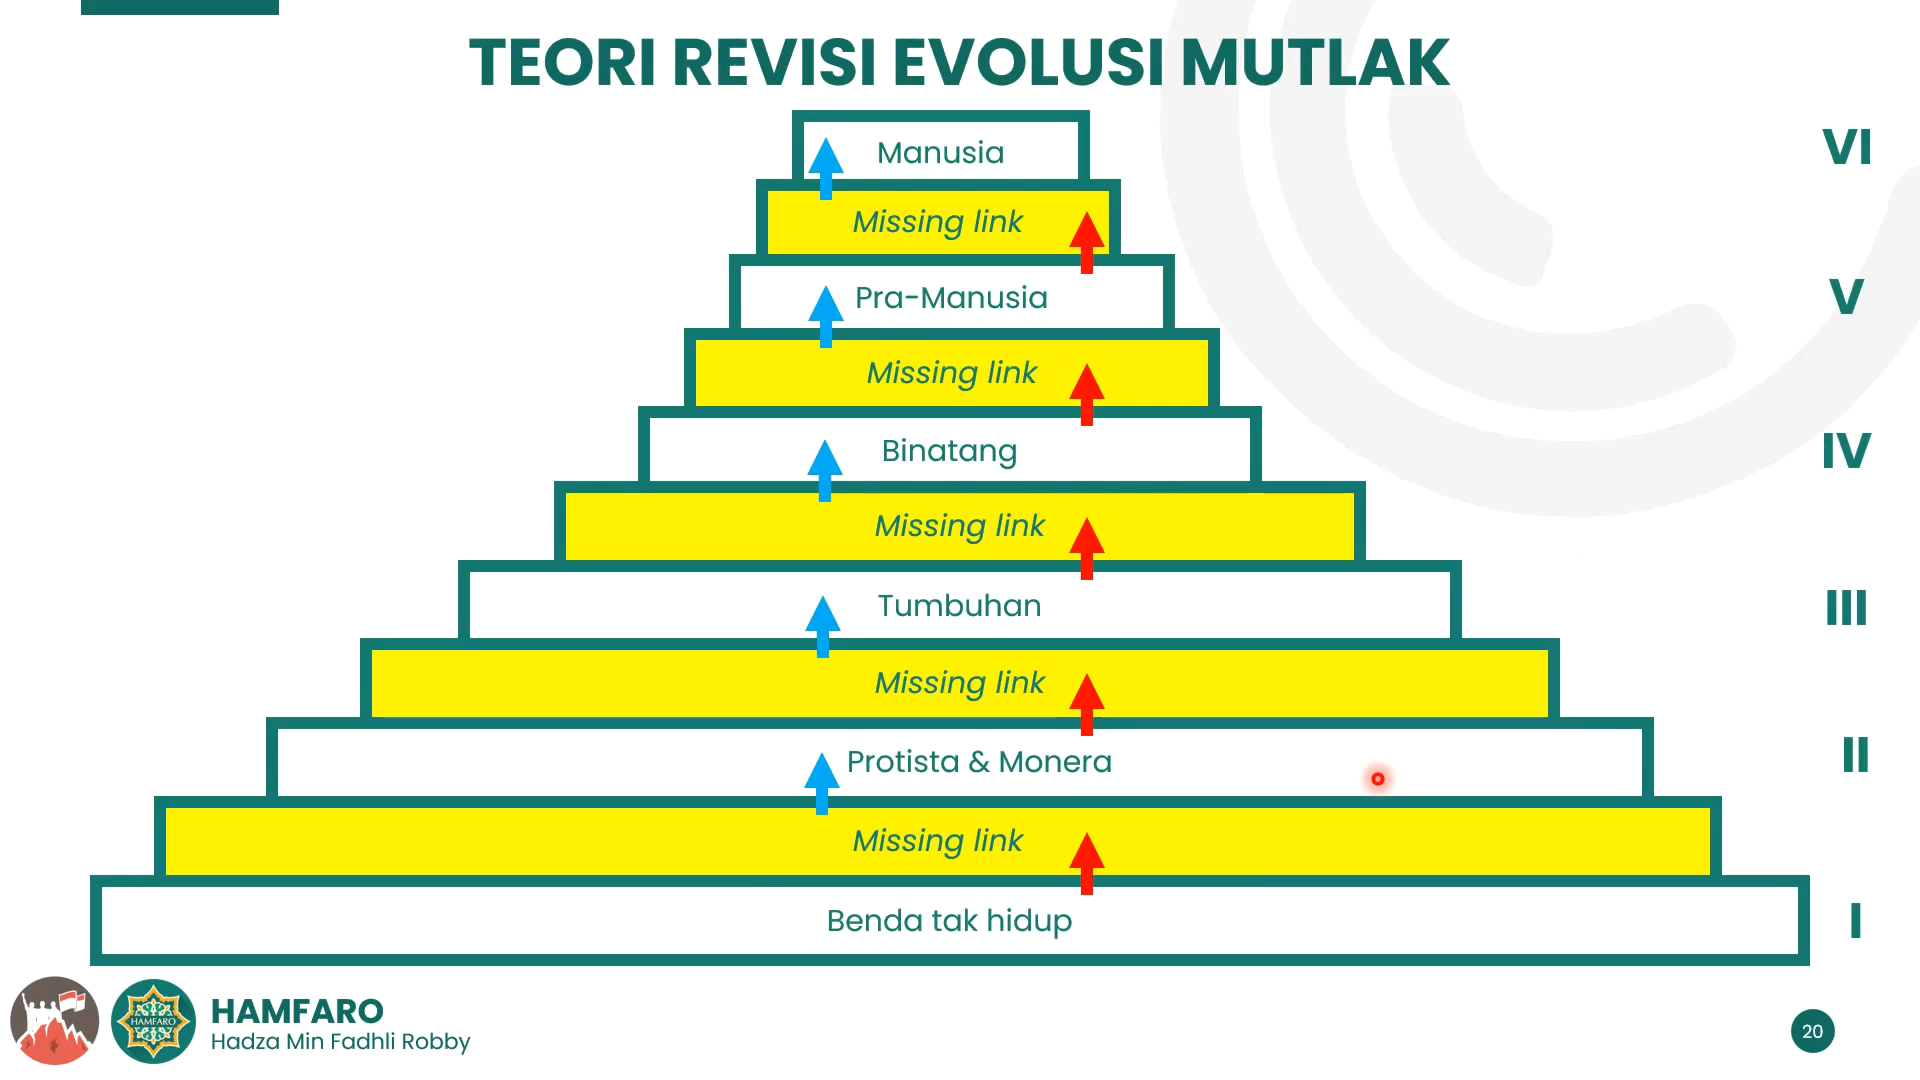 TEORI REVISI EVOLUSI MUTLAK
Manusia
VI
Missing link
Pra-Manusia
V
Missing link
Binatang
IV
Missing link
Tumbuhan
III
Missing link
Protista & Monera
II
Missing link
Benda tak hidup
I
HAMFARO
HAMFARO
Hadza Min Fadhli Robby
20